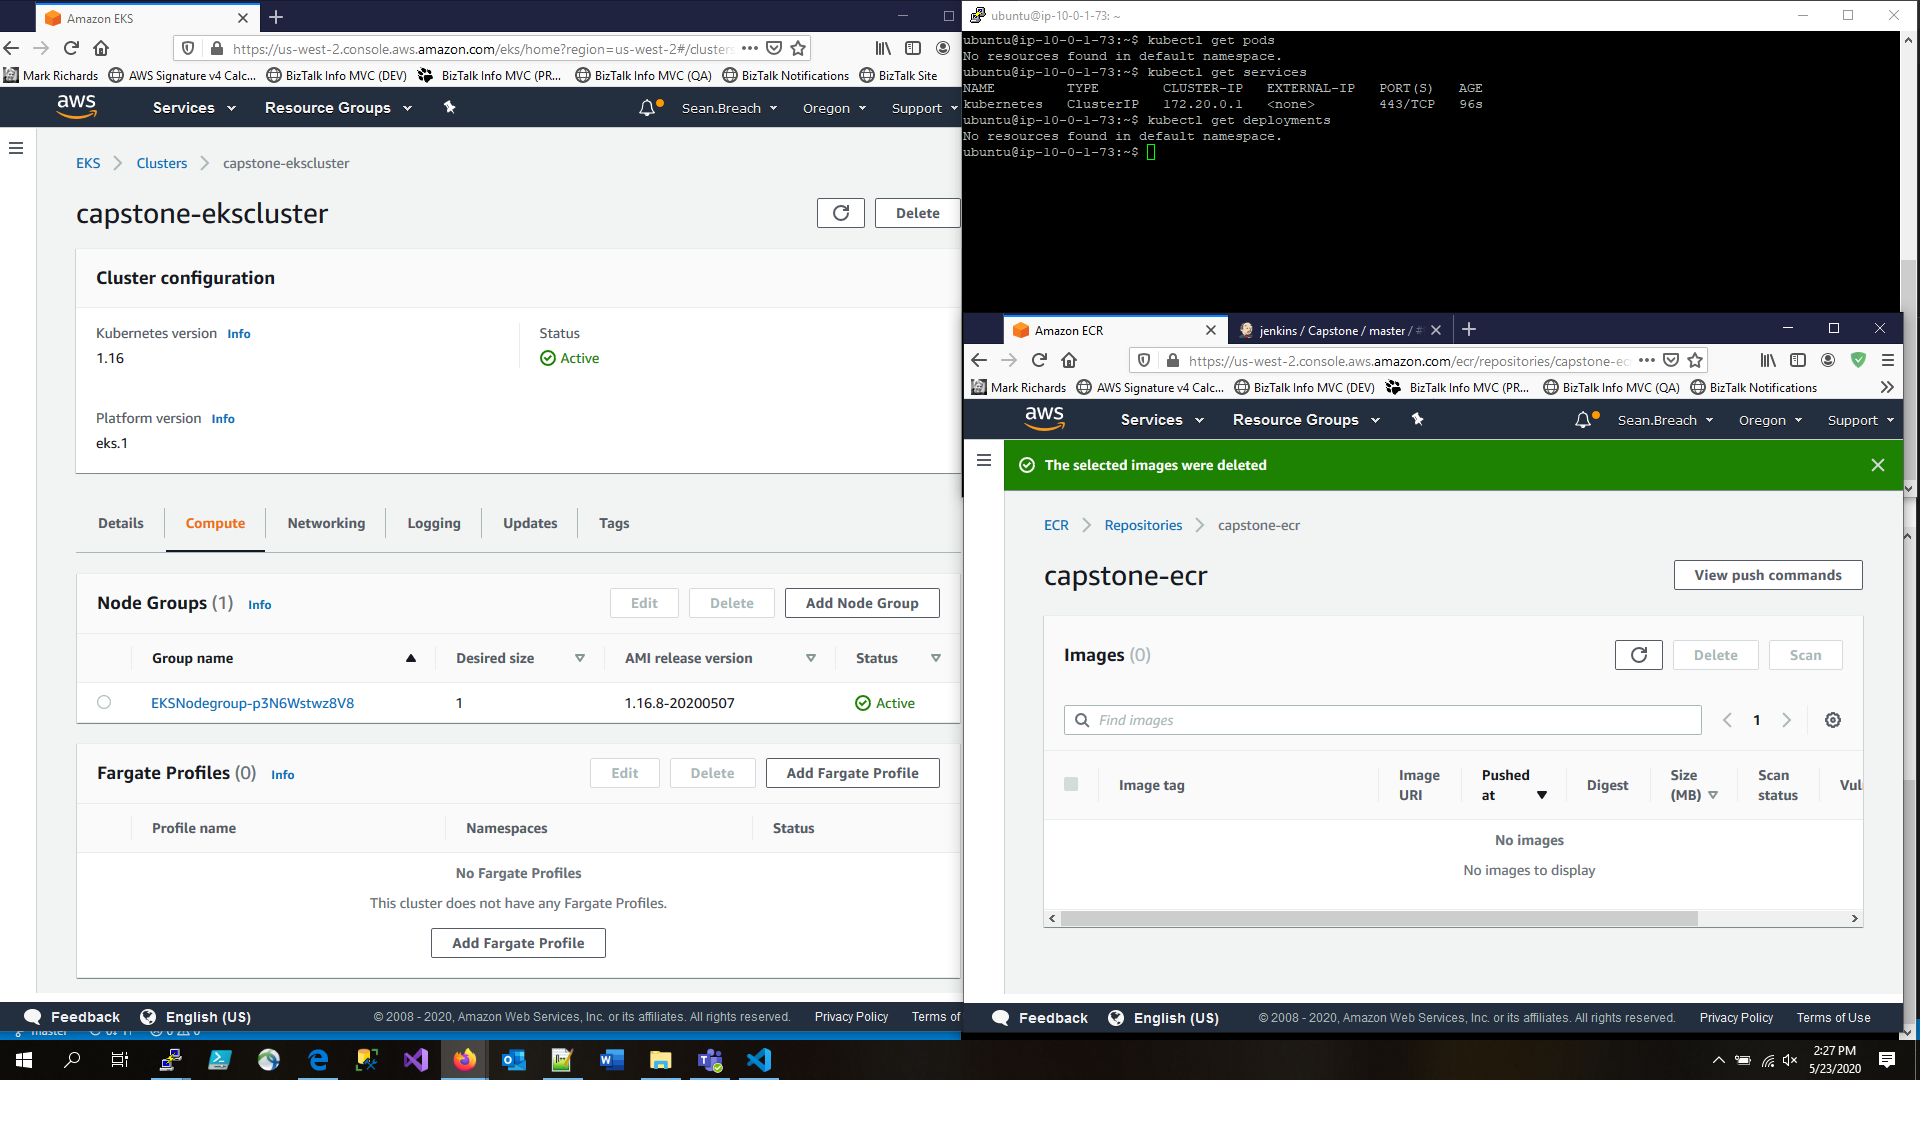 Amazon EKS
https://us-west-2.console.aws.amazon.com/eks/home?region=us-west-2#/clusters
Mark Richards AWS Signature v4 Calc... BizTalk Info MVC (DEV) BizTalk Info MVC (PR... BizTalk Info MVC (QA) BizTalk Notifications BizTalk Site
aws Services Resource Groups Sean.Breach Oregon Support
EKS Clusters capstone-ekscluster
capstone-ekscluster
Delete
Cluster configuration
Kubernetes version Info
1.16
Status
Active
Platform version Info
eks.1
Details Compute Networking Logging Updates Tags
Node Groups (1) Info Edit Delete Add Node Group
Group name Desired size AMI release version Status
EKSNodegroup-p3N6Wstwz8V8 1 1.16.8-20200507 Active
Fargate Profiles (0) Info Edit Delete Add Fargate Profile
Profile name Namespaces Status
No Fargate Profiles
This cluster does not have any Fargate Profiles.
Add Fargate Profile
Feedback English (US) © 2008 - 2020, Amazon Web Services, Inc. or its affiliates. All rights reserved. Privacy Policy Terms of
ubuntu@ip-10-0-1-73: ~
ubuntu@ip-10-0-1-73:~$ kubectl get pods
No resources found in default namespace.
ubuntu@ip-10-0-1-73:~$ kubectl get services
NAME TYPE CLUSTER-IP EXTERNAL-IP PORT(S) AGE
kubernetes ClusterIP 172.20.0.1 <none> 443/TCP 96s
ubuntu@ip-10-0-1-73:~$ kubectl get deployments
No resources found in default namespace.
ubuntu@ip-10-0-1-73:~$
Amazon ECR jenkins / Capstone / master / #
https://us-west-2.console.aws.amazon.com/ecr/repositories/capstone-ec
Mark Richards AWS Signature v4 Calc... BizTalk Info MVC (DEV) BizTalk Info MVC (PR... BizTalk Info MVC (QA) BizTalk Notifications
aws Services Resource Groups Sean.Breach Oregon Support
The selected images were deleted
ECR Repositories capstone-ecr
capstone-ecr
View push commands
Images (0) Delete Scan
Find images
1
Image tag Image URI Pushed at Digest Size (MB) Scan status Vul
No images
No images to display
Feedback English (US) © 2008 - 2020, Amazon Web Services, Inc. or its affiliates. All rights reserved. Privacy Policy Terms of Use
2:27 PM
5/23/2020